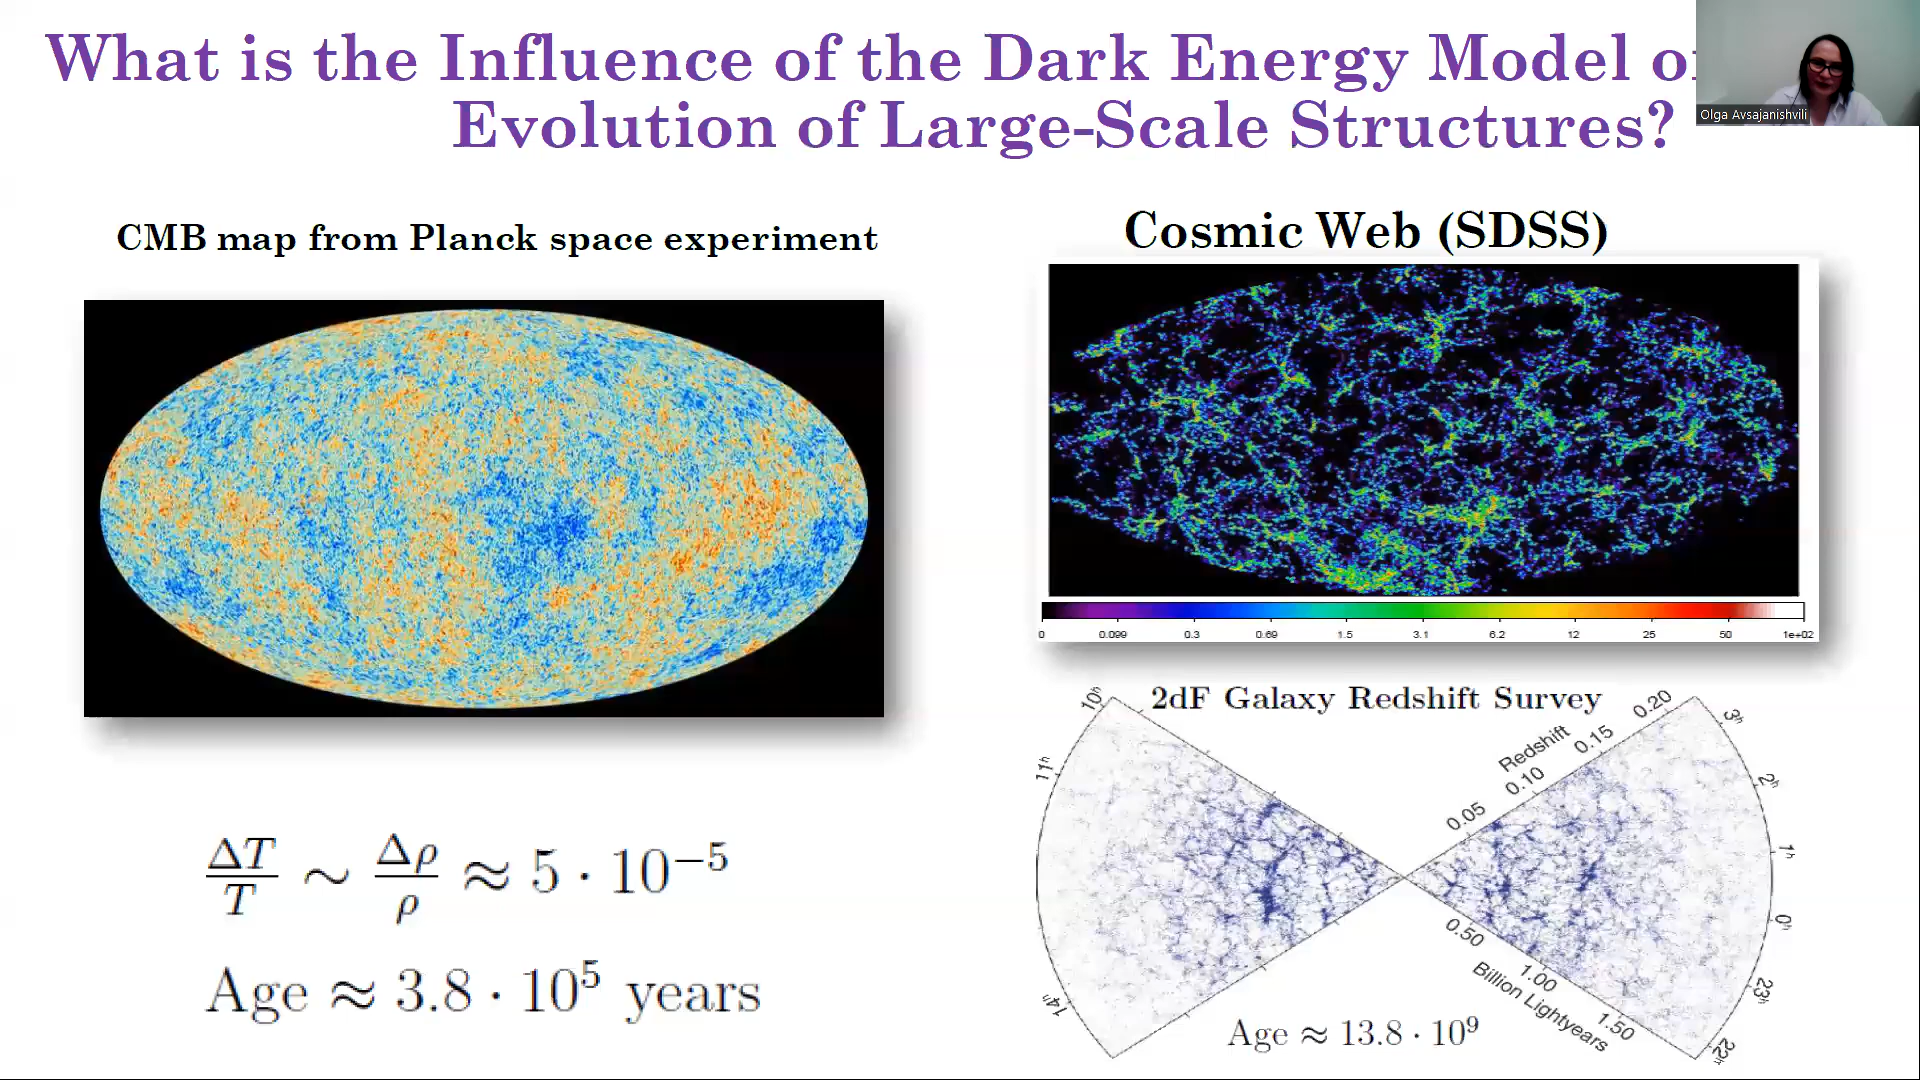 What is the Influence of the Dark Energy Model
Evolution of Large-Scale Structures?
Olga Avsajanishvili
CMB map from Planck space experiment
Cosmic Web (SDSS)
0 0.099 0.3 0.69 1.5 3.1 6.2 12 25 50 1e+02
2dF Galaxy Redshift Survey
10ʰ
11ʰ
14ʰ
Redshift
0.05 0.10 0.15 0.20
3ʰ
2ʰ
1ʰ
0ʰ
23ʰ
22ʰ
0.50 1.00 1.50
Billion Lightyears
ΔT/T ∼ Δρ/ρ ≈ 5 · 10⁻⁵
Age ≈ 3.8 · 10⁵ years
Age ≈ 13.8 · 10⁹